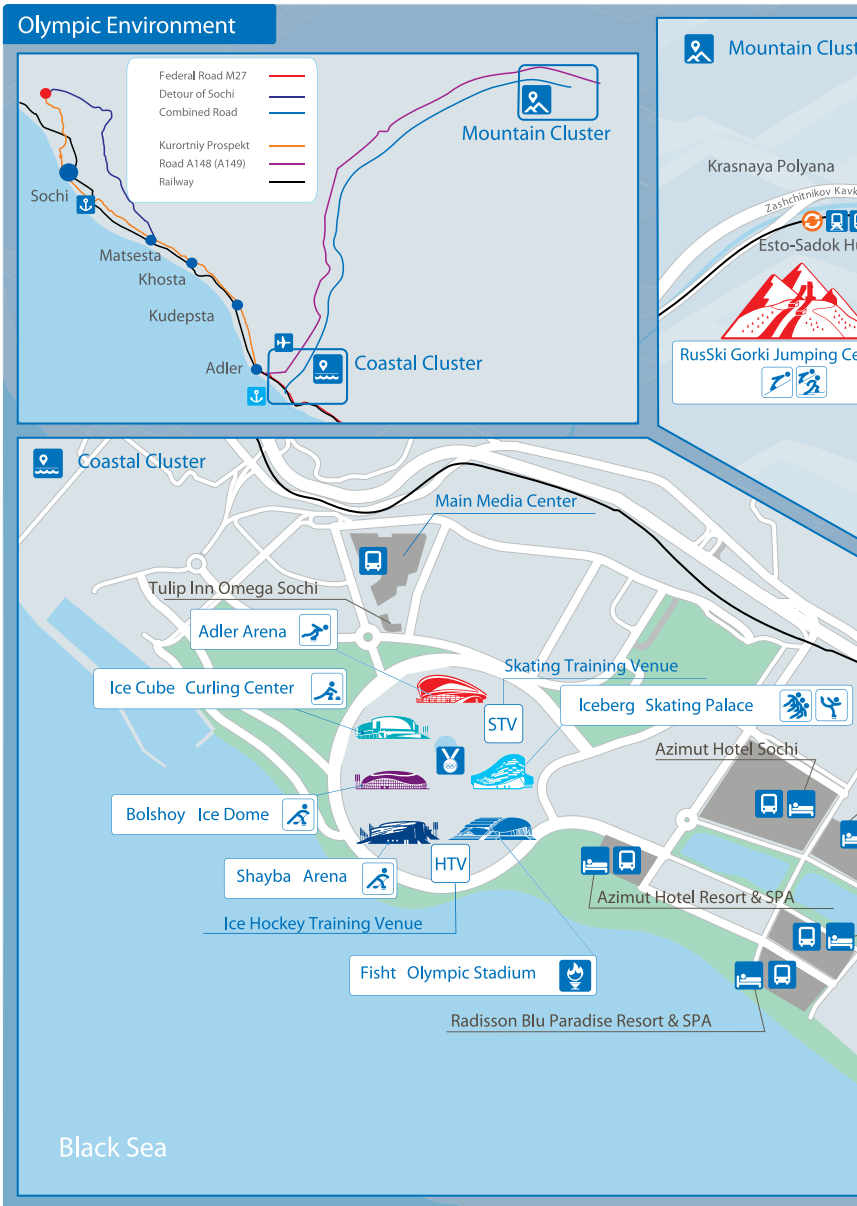 Olympic Environment
Federal Road M27
Detour of Sochi
Combined Road
Kurortniy Prospekt
Road A148 (A149)
Railway
Mountain Cluster
Sochi
Matsesta
Khosta
Kudepsta
Adler
Coastal Cluster
Mountain Clust
Krasnaya Polyana
Zashchitnikov Kavk
Esto-Sadok Hu
RusSki Gorki Jumping Ce
Coastal Cluster
Main Media Center
Tulip Inn Omega Sochi
Adler Arena
Skating Training Venue
Ice Cube Curling Center
Iceberg Skating Palace
STV
Azimut Hotel Sochi
Bolshoy Ice Dome
Shayba Arena
HTV
Azimut Hotel Resort & SPA
Ice Hockey Training Venue
Fisht Olympic Stadium
Radisson Blu Paradise Resort & SPA
Black Sea